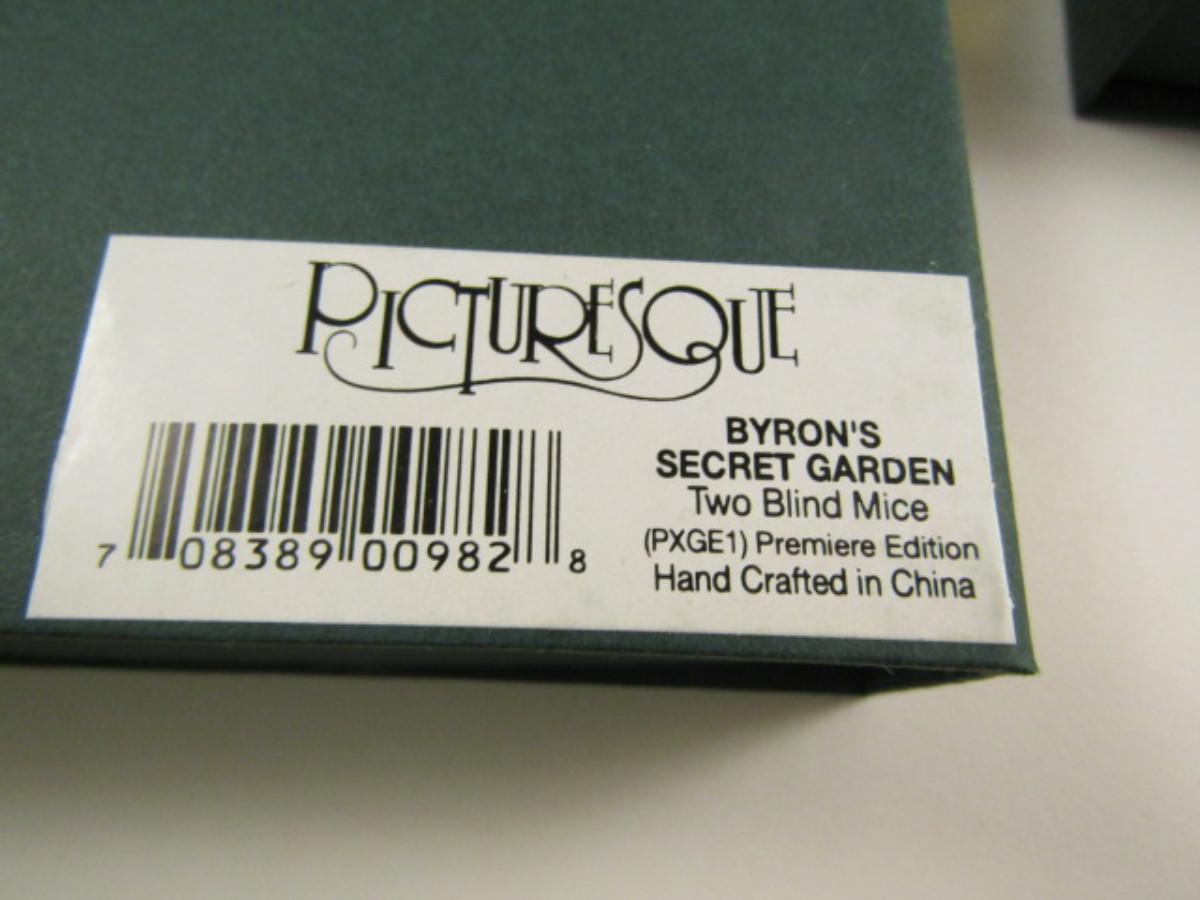 PICTURESQUE
BYRON'S
SECRET GARDEN
Two Blind Mice
(PXGE1) Premiere Edition
Hand Crafted in China
7 08389 00982 8